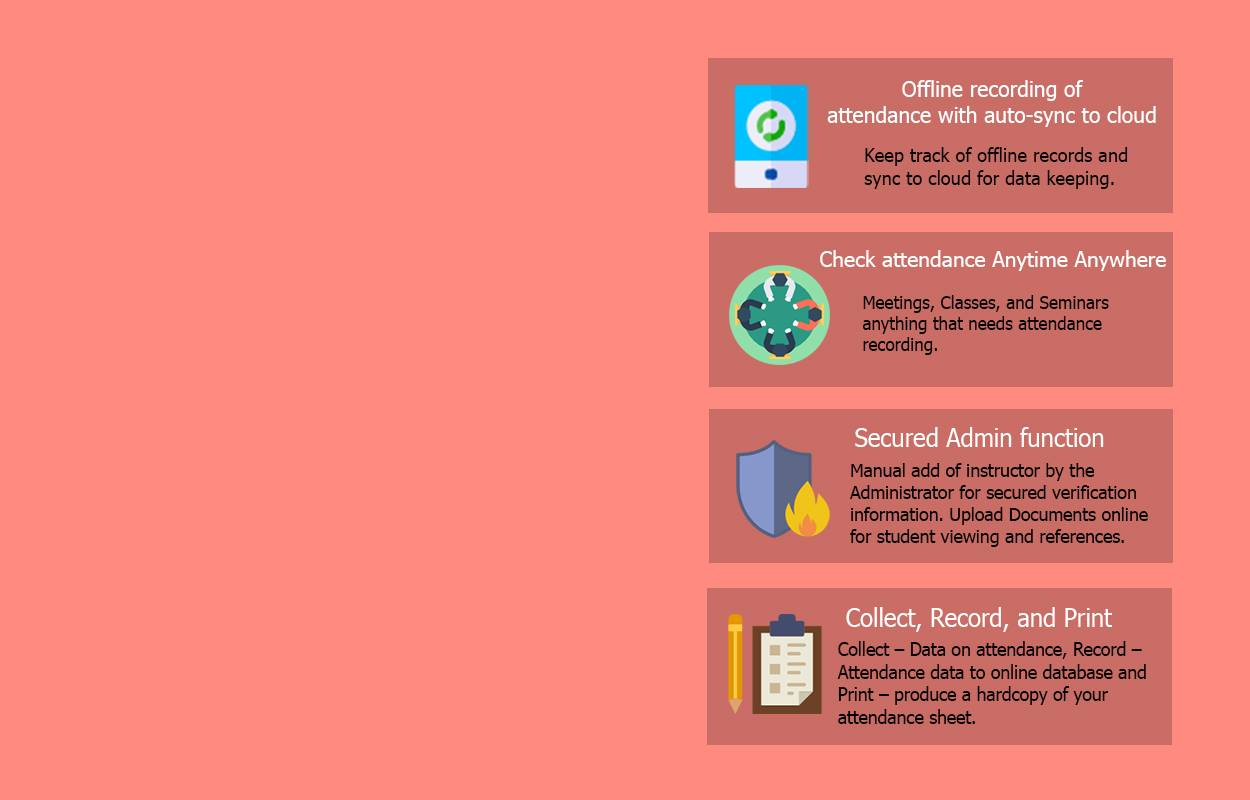 Offline recording of
attendance with auto-sync to cloud
Keep track of offline records and
sync to cloud for data keeping.
Check attendance Anytime Anywhere
Meetings, Classes, and Seminars
anything that needs attendance
recording.
Secured Admin function
Manual add of instructor by the
Administrator for secured verification
information. Upload Documents online
for student viewing and references.
Collect, Record, and Print
Collect – Data on attendance, Record –
Attendance data to online database and
Print – produce a hardcopy of your
attendance sheet.